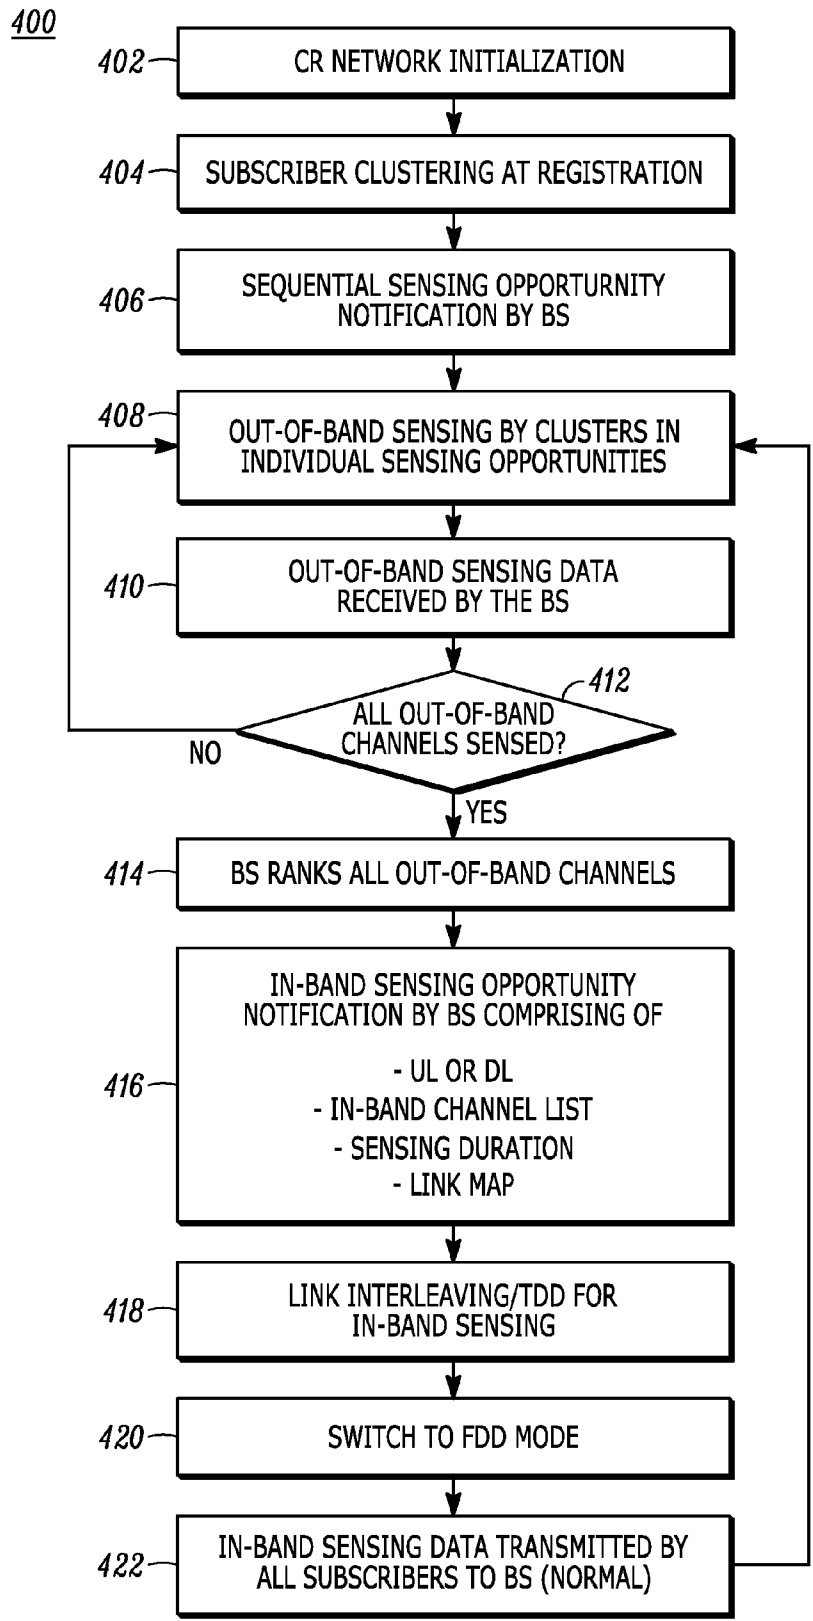 400
402
CR NETWORK INITIALIZATION
404
SUBSCRIBER CLUSTERING AT REGISTRATION
406
SEQUENTIAL SENSING OPPORTURNITY
NOTIFICATION BY BS
408
OUT-OF-BAND SENSING BY CLUSTERS IN
INDIVIDUAL SENSING OPPORTUNITIES
410
OUT-OF-BAND SENSING DATA
RECEIVED BY THE BS
412
ALL OUT-OF-BAND
CHANNELS SENSED?
NO
YES
414
BS RANKS ALL OUT-OF-BAND CHANNELS
416
IN-BAND SENSING OPPORTUNITY
NOTIFICATION BY BS COMPRISING OF
- UL OR DL
- IN-BAND CHANNEL LIST
- SENSING DURATION
- LINK MAP
418
LINK INTERLEAVING/TDD FOR
IN-BAND SENSING
420
SWITCH TO FDD MODE
422
IN-BAND SENSING DATA TRANSMITTED BY
ALL SUBSCRIBERS TO BS (NORMAL)